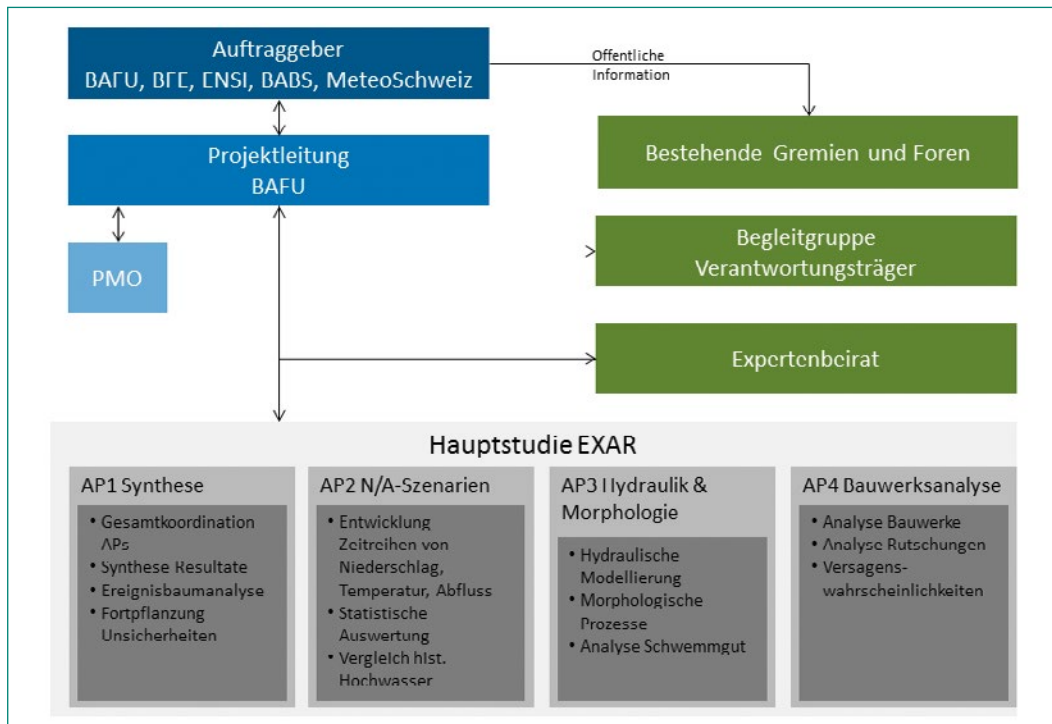 Auftraggeber
BAFU, BFE, ENSI, BABS, MeteoSchweiz
Offentliche
Information
Projektleitung
BAFU
Bestehende Gremien und Foren
PMO
Begleitgruppe
Verantwortungsträger
Expertenbeirat
Hauptstudie EXAR
AP1 Synthese
• Gesamtkoordination
APs
• Synthese Resultate
• Ereignisbaumanalyse
• Fortpflanzung
Unsicherheiten
AP2 N/A-Szenarien
• Entwicklung
Zeitreihen von
Niederschlag,
Temperatur, Abfluss
• Statistische
Auswertung
• Vergleich hist.
Hochwasser
AP3 Hydraulik &
Morphologie
• Hydraulische
Modellierung
• Morphologische
Prozesse
• Analyse Schwemmgut
AP4 Bauwerksanalyse
• Analyse Bauwerke
• Analyse Rutschungen
• Versagens-
wahrscheinlichkeiten